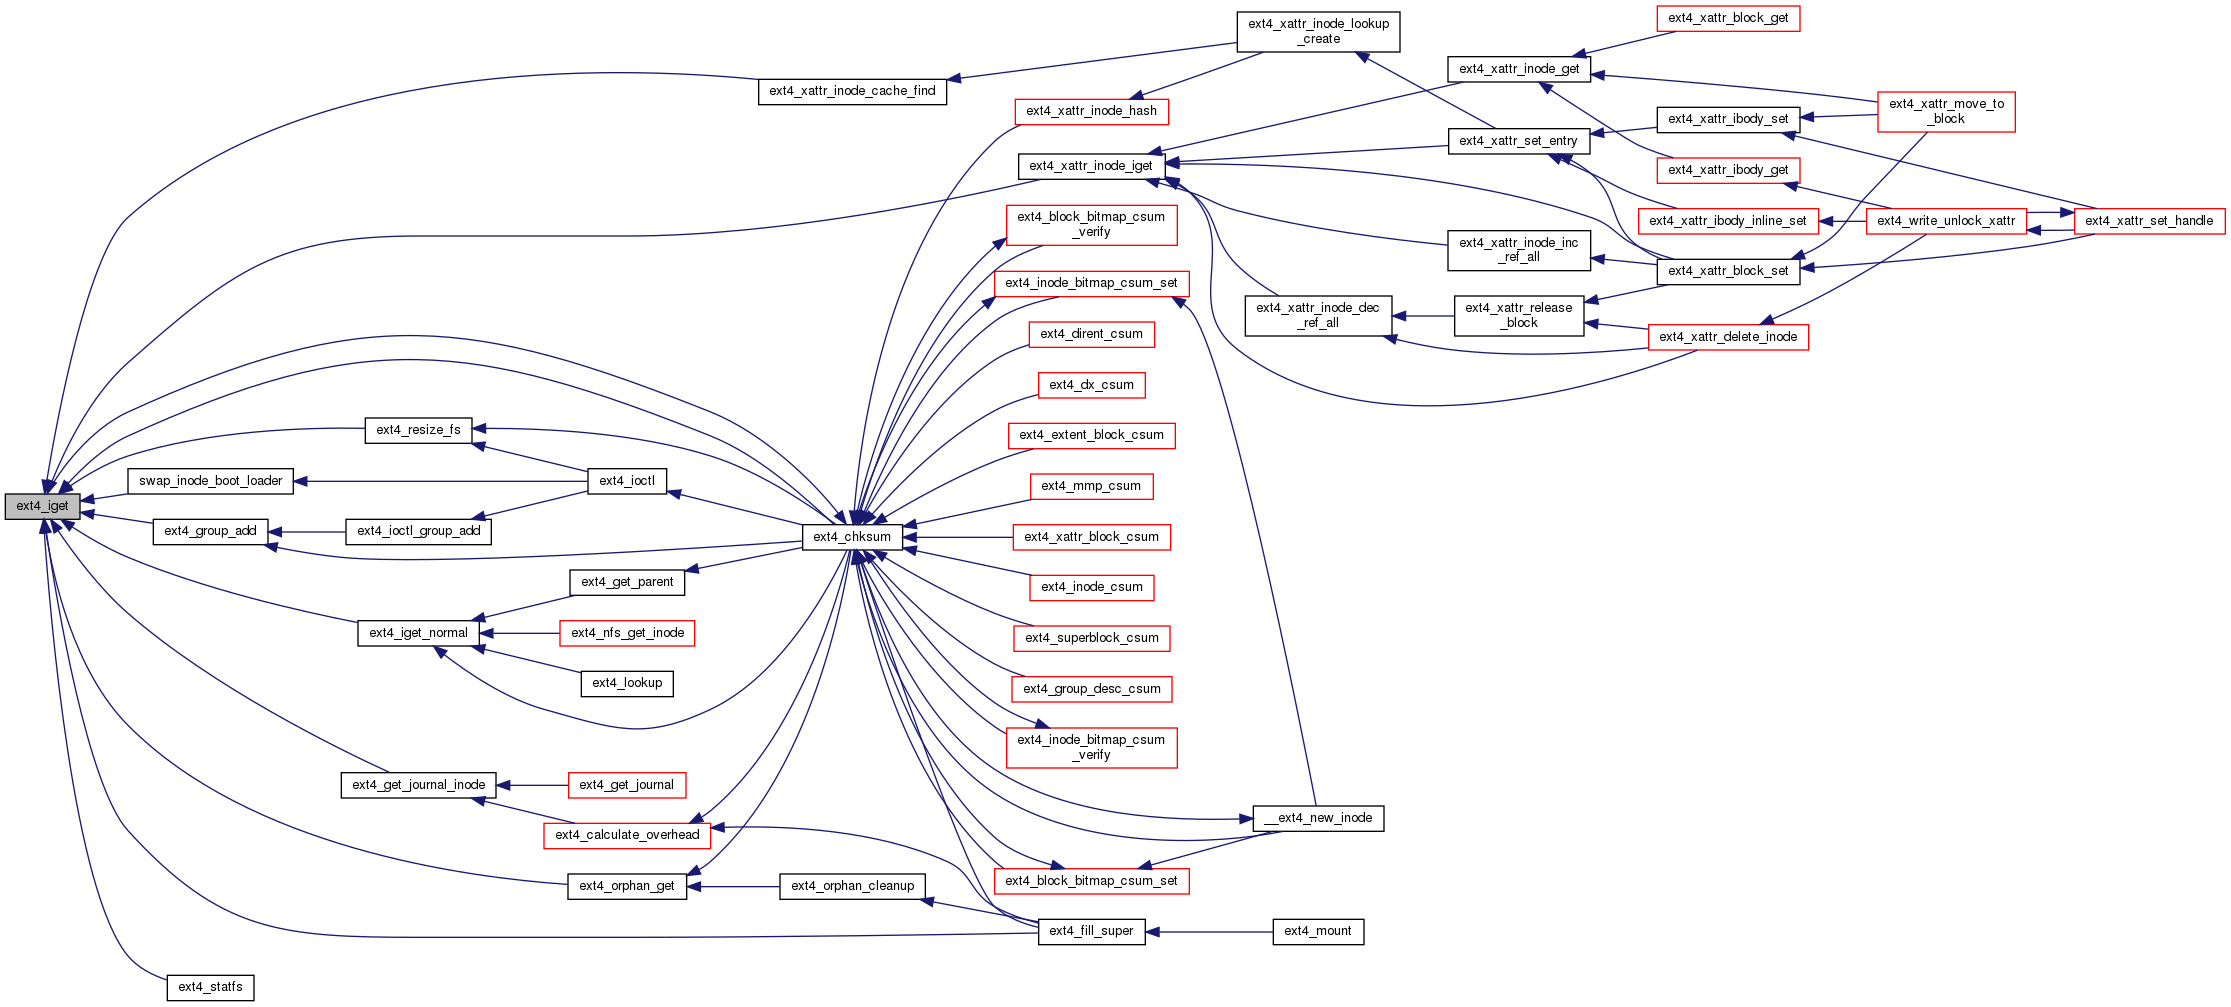 ext4_iget
ext4_xattr_inode_cache_find
ext4_resize_fs
swap_inode_boot_loader
ext4_group_add
ext4_ioctl_group_add
ext4_ioctl
ext4_get_parent
ext4_iget_normal
ext4_nfs_get_inode
ext4_lookup
ext4_get_journal_inode
ext4_get_journal
ext4_calculate_overhead
ext4_orphan_get
ext4_orphan_cleanup
ext4_statfs
ext4_chksum
ext4_xattr_inode_lookup
_create
ext4_xattr_inode_hash
ext4_xattr_inode_iget
ext4_block_bitmap_csum
_verify
ext4_inode_bitmap_csum_set
ext4_dirent_csum
ext4_dx_csum
ext4_extent_block_csum
ext4_mmp_csum
ext4_xattr_block_csum
ext4_inode_csum
ext4_superblock_csum
ext4_group_desc_csum
ext4_inode_bitmap_csum
_verify
__ext4_new_inode
ext4_block_bitmap_csum_set
ext4_fill_super
ext4_mount
ext4_xattr_block_get
ext4_xattr_inode_get
ext4_xattr_move_to
_block
ext4_xattr_ibody_set
ext4_xattr_set_entry
ext4_xattr_ibody_get
ext4_xattr_ibody_inline_set
ext4_write_unlock_xattr
ext4_xattr_set_handle
ext4_xattr_inode_inc
_ref_all
ext4_xattr_block_set
ext4_xattr_inode_dec
_ref_all
ext4_xattr_release
_block
ext4_xattr_delete_inode